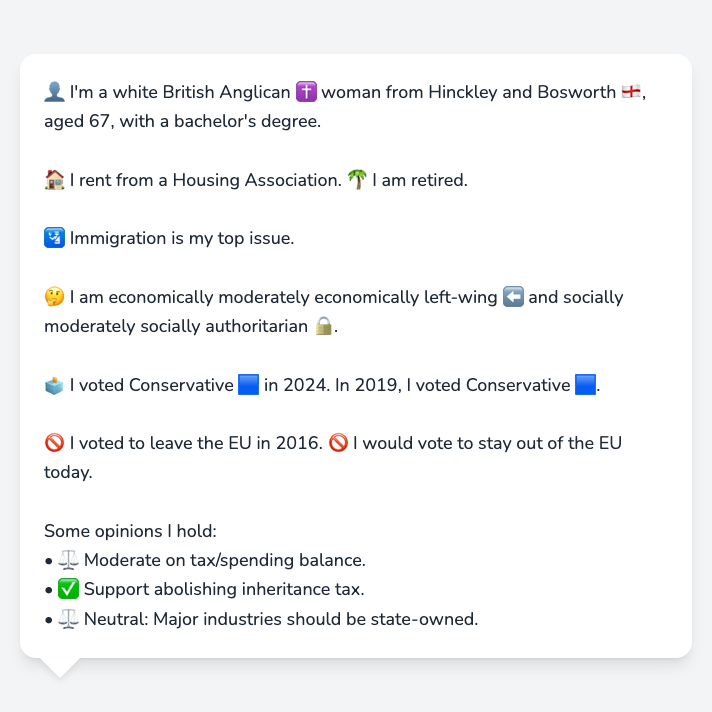 👤 I'm a white British Anglican ✝️ woman from Hinckley and Bosworth 🏴󠁧󠁢󠁥󠁮󠁧󠁿,
aged 67, with a bachelor's degree.
🏠 I rent from a Housing Association. 🌴 I am retired.
🛂 Immigration is my top issue.
🤔 I am economically moderately economically left-wing ⬅️ and socially
moderately socially authoritarian 🔒.
🗳️ I voted Conservative 🟦 in 2024. In 2019, I voted Conservative 🟦.
🚫 I voted to leave the EU in 2016. 🚫 I would vote to stay out of the EU
today.
Some opinions I hold:
• ⚖️ Moderate on tax/spending balance.
• ✅ Support abolishing inheritance tax.
• ⚖️ Neutral: Major industries should be state-owned.